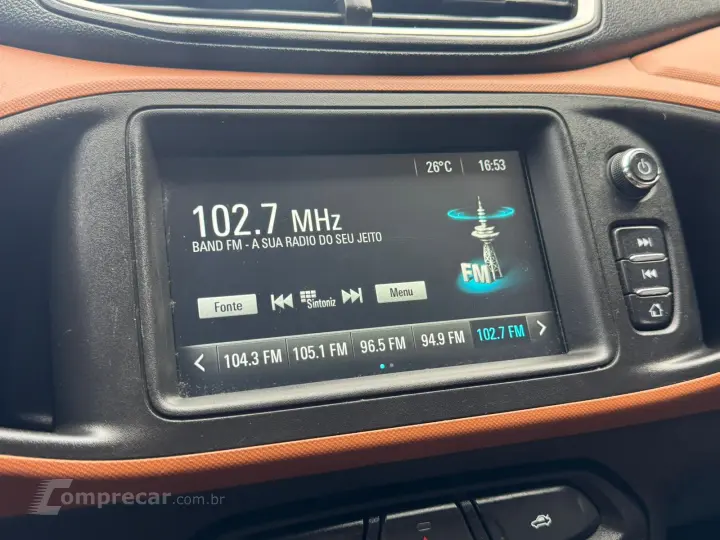 26°C 16:53
102.7 MHz
BAND FM - A SUA RADIO DO SEU JEITO
FM
Fonte Sintoniz Menu
104.3 FM 105.1 FM 96.5 FM 94.9 FM 102.7 FM
Comprecar.com.br